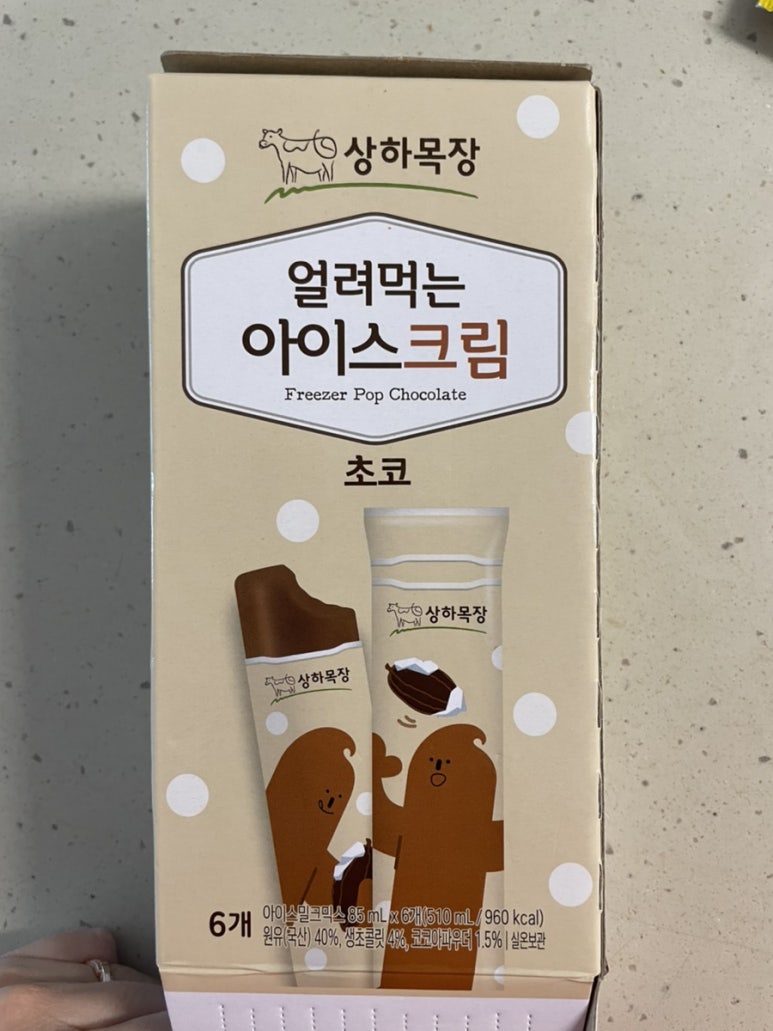 상하목장
얼려먹는
아이스크림
Freezer Pop Chocolate
초코
상하목장
상하목장
6개
아이스밀크믹스 85 mL x 6개(510 mL / 960 kcal)
원유(국산) 40%, 생초콜릿 4%, 코코아파우더 1.5% | 실온보관